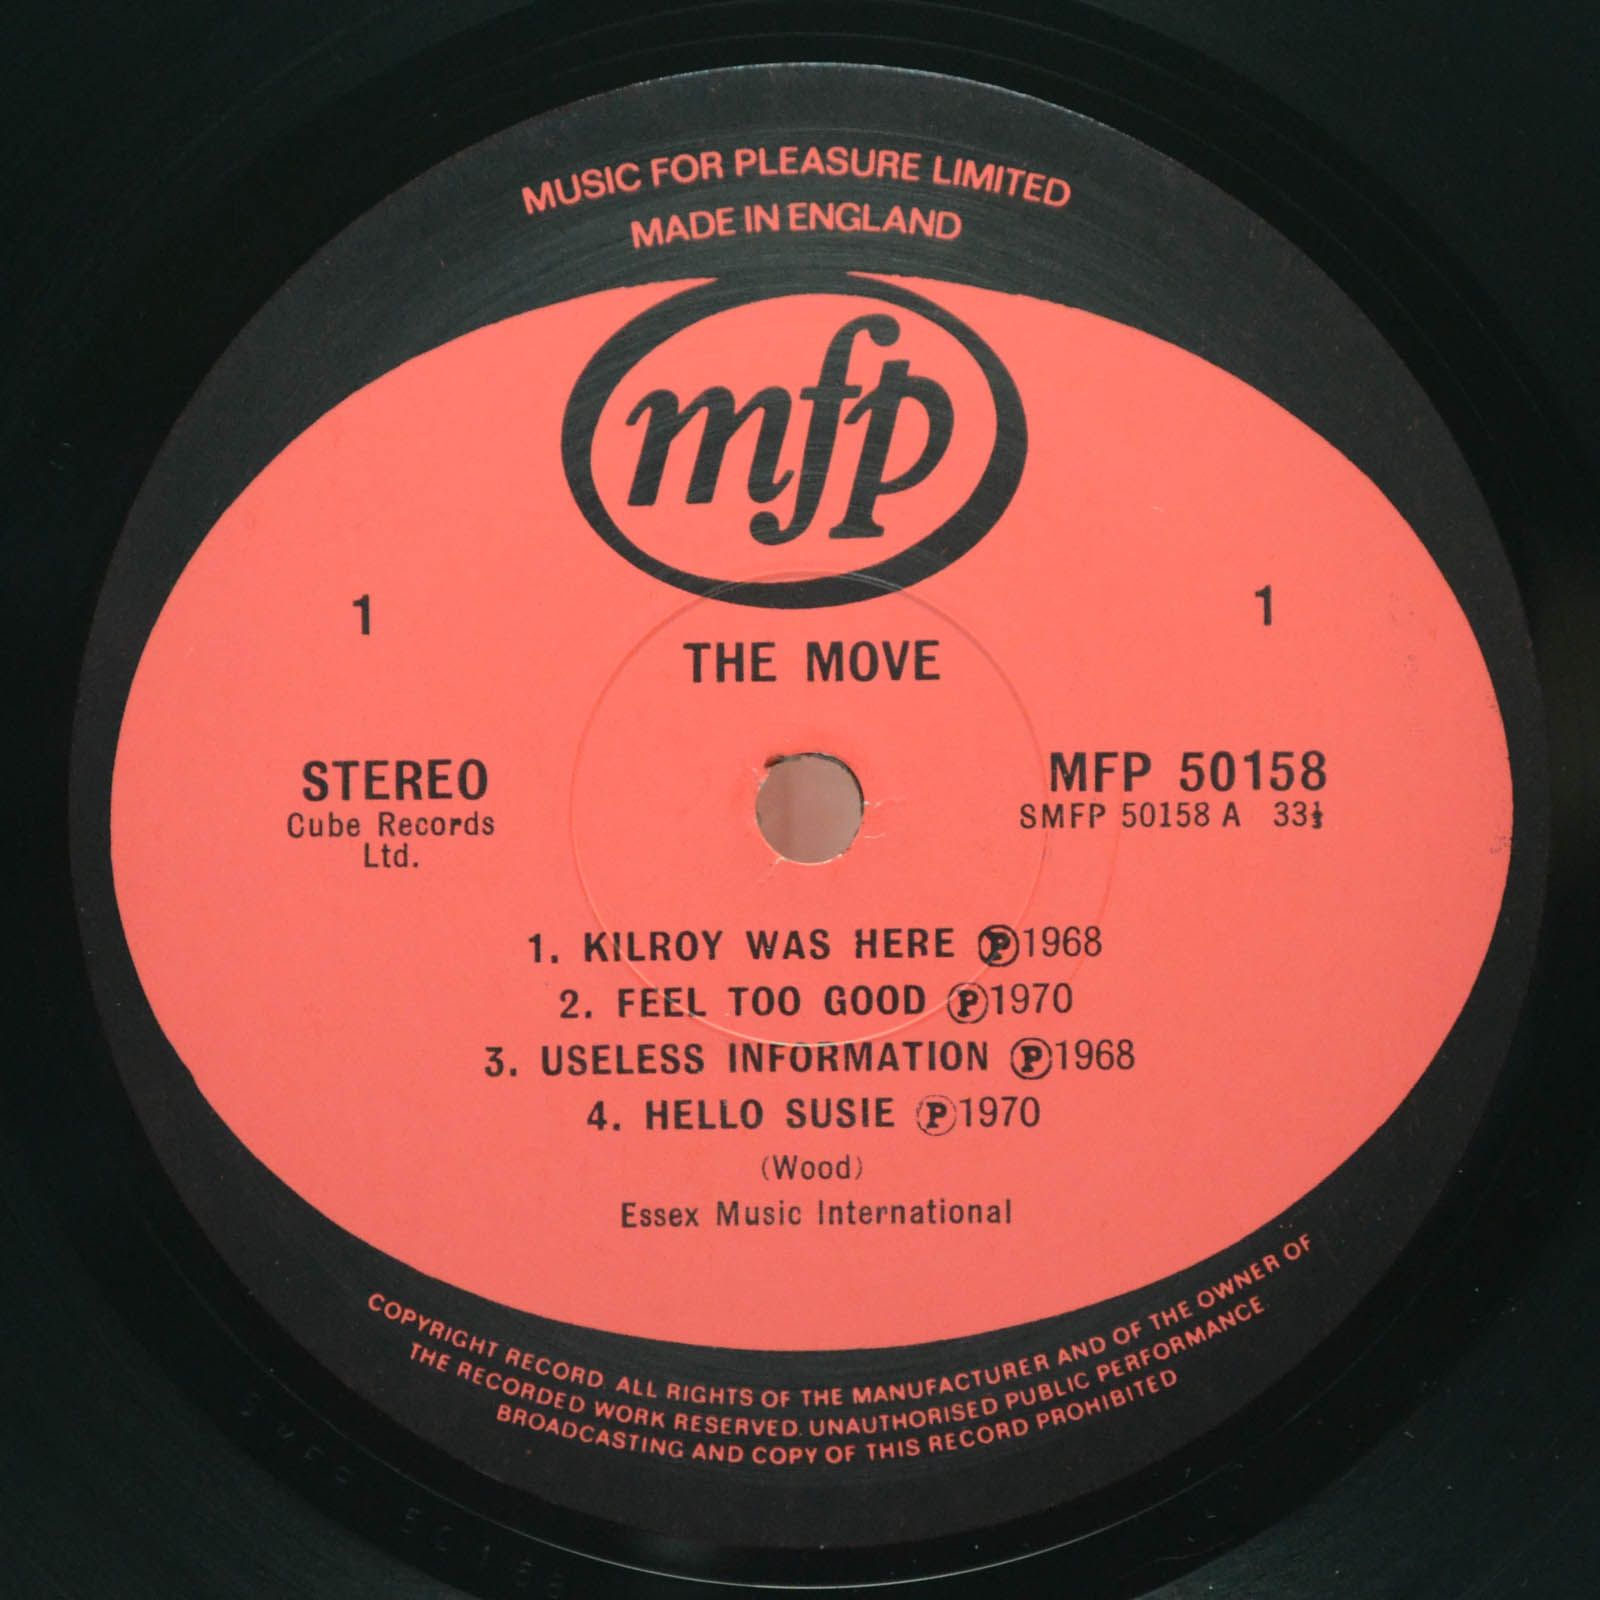 MUSIC FOR PLEASURE LIMITED
MADE IN ENGLAND
mfp
1 1
THE MOVE
STEREO MFP 50158
Cube Records SMFP 50158 A 33⅓
Ltd.
1. KILROY WAS HERE ℗1968
2. FEEL TOO GOOD ℗1970
3. USELESS INFORMATION ℗1968
4. HELLO SUSIE ℗1970
(Wood)
Essex Music International
COPYRIGHT RECORD. ALL RIGHTS OF THE MANUFACTURER AND OF THE OWNER OF
THE RECORDED WORK RESERVED. UNAUTHORISED PUBLIC PERFORMANCE
BROADCASTING AND COPY OF THIS RECORD PROHIBITED